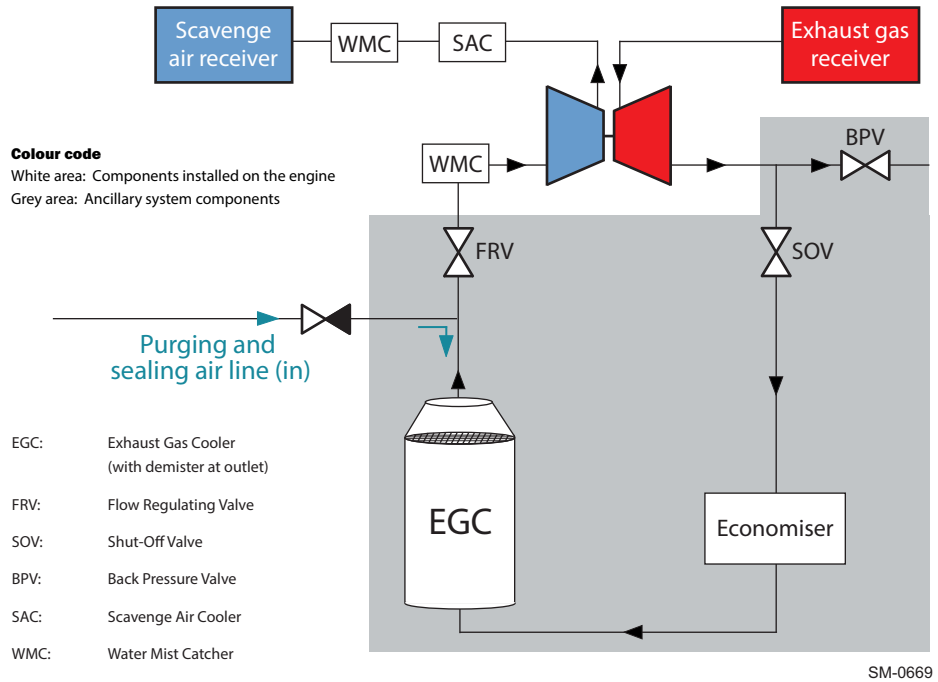 Scavenge
air receiver
WMC
SAC
Exhaust gas
receiver
BPV
Colour code
White area: Components installed on the engine
Grey area: Ancillary system components
WMC
FRV
SOV
Purging and
sealing air line (in)
EGC: Exhaust Gas Cooler
(with demister at outlet)
FRV: Flow Regulating Valve
SOV: Shut-Off Valve
BPV: Back Pressure Valve
SAC: Scavenge Air Cooler
WMC: Water Mist Catcher
EGC
Economiser
SM-0669